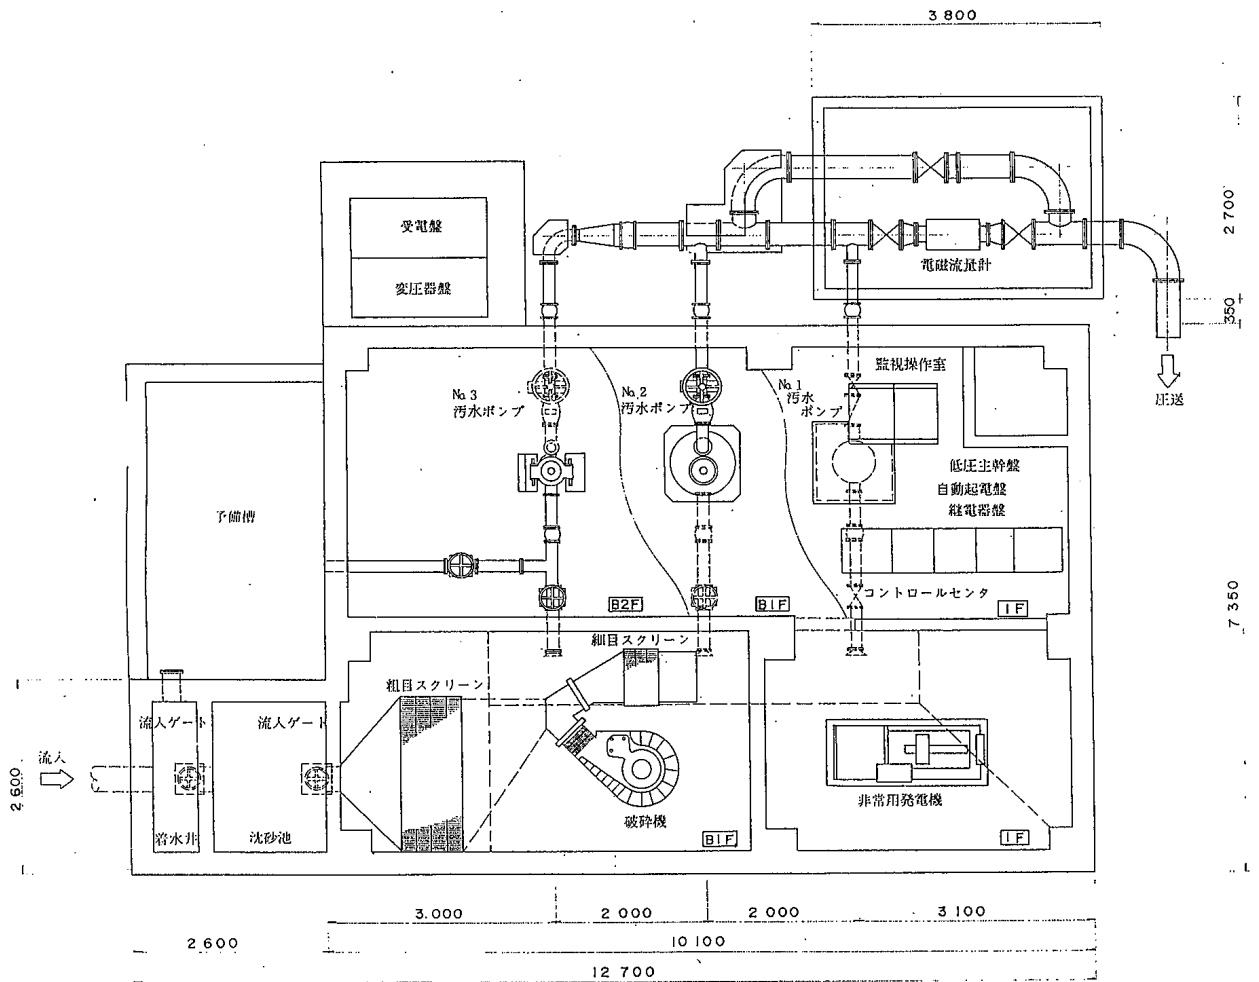 3 800
受電盤
変圧器盤
電磁流量計
2 700
350
圧送
監視操作室
No.3
汚水ポンプ
No.2
汚水ポンプ
No.1
汚水
ポンプ
低圧主幹盤
自動起電盤
継電器盤
予備槽
コントロールセンタ
B2F
B1F
1F
7 350
細目スクリーン
粗目スクリーン
流入ゲート
流入ゲート
流入
2 600
非常用発電機
破砕機
着水井
沈砂池
B1F
1F
3.000
2 000
2 000
3 100
2 600
10 100
12 700